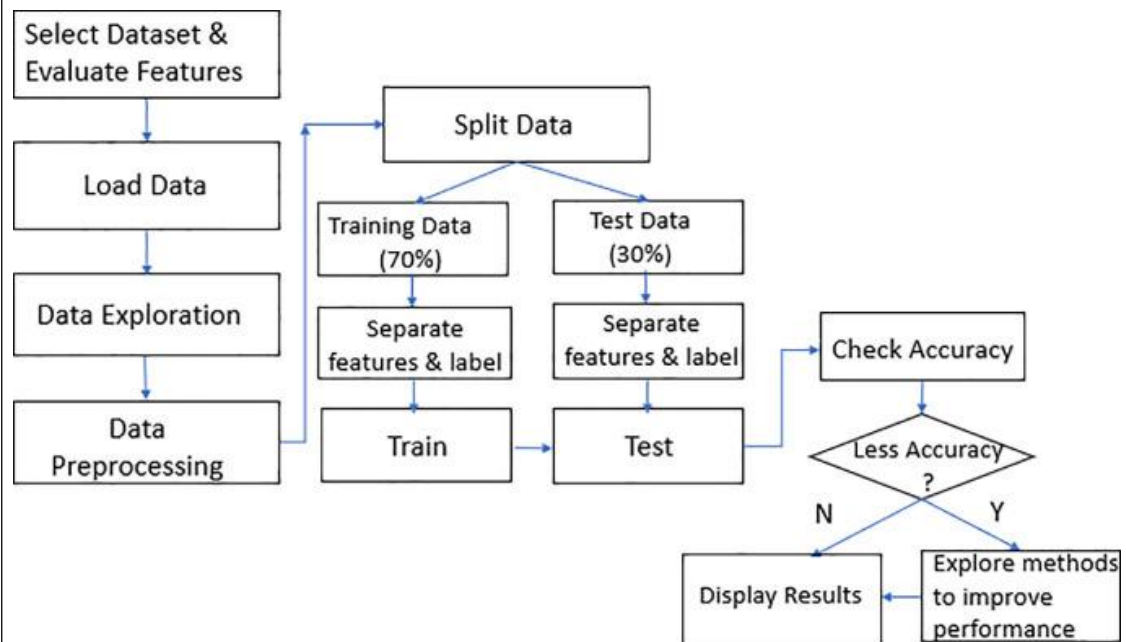 Select Dataset &
Evaluate Features
Load Data
Data Exploration
Data
Preprocessing
Split Data
Training Data
(70%)
Separate
features & label
Train
Test Data
(30%)
Separate
features & label
Test
Check Accuracy
Less Accuracy
?
N
Y
Display Results
Explore methods
to improve
performance